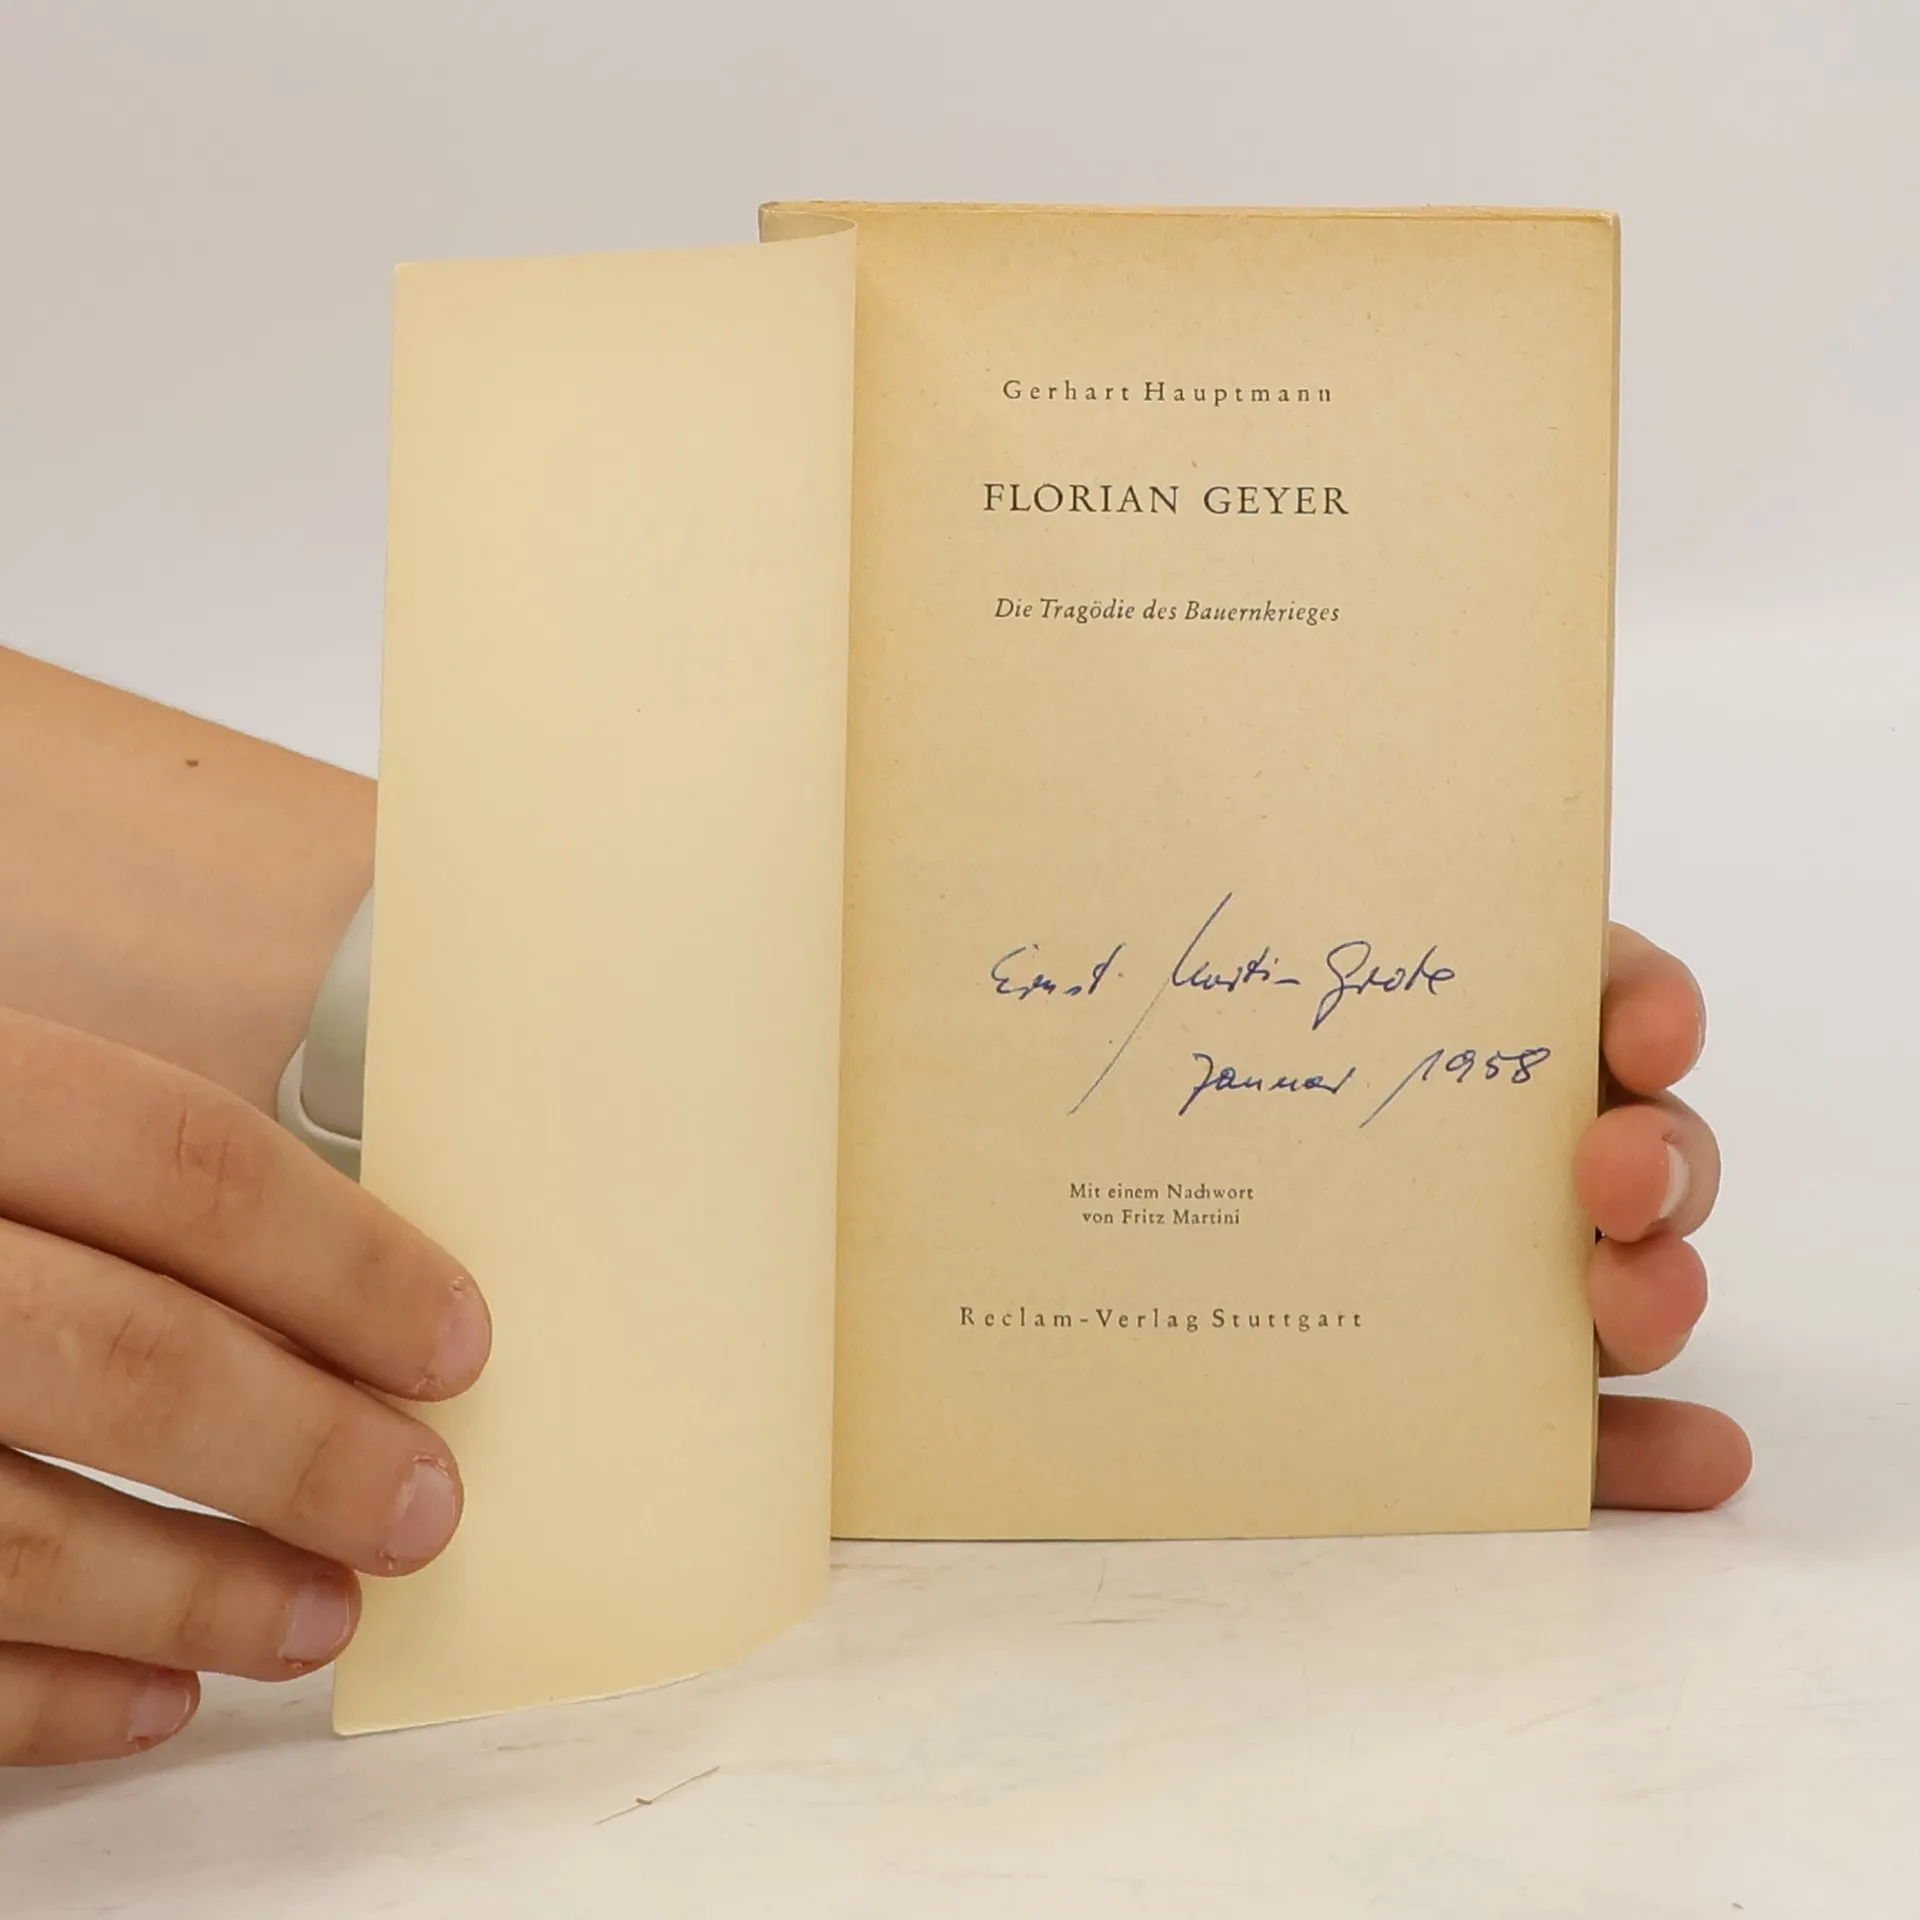 Gerhart Hauptmann
FLORIAN GEYER
Die Tragödie des Bauernkrieges
Ernst Martin Grote
Januar 1958
Mit einem Nachwort
von Fritz Martini
Reclam-Verlag Stuttgart